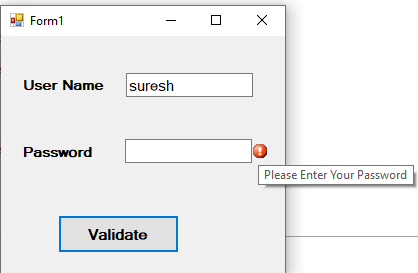 Form1
User Name suresh
Password
Please Enter Your Password
Validate